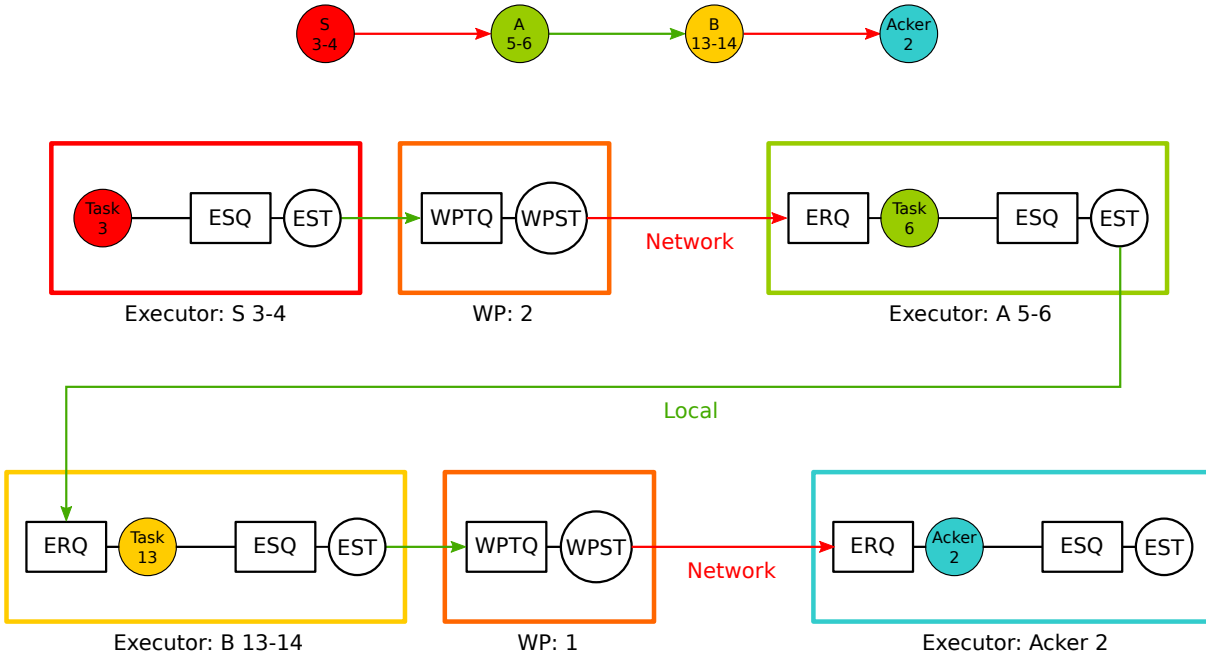 S
3-4
A
5-6
B
13-14
Acker
2
Task
3
ESQ
EST
WPTQ
WPST
Network
ERQ
Task
6
ESQ
EST
Executor: S 3-4
WP: 2
Executor: A 5-6
Local
ERQ
Task
13
ESQ
EST
WPTQ
WPST
Network
ERQ
Acker
2
ESQ
EST
Executor: B 13-14
WP: 1
Executor: Acker 2